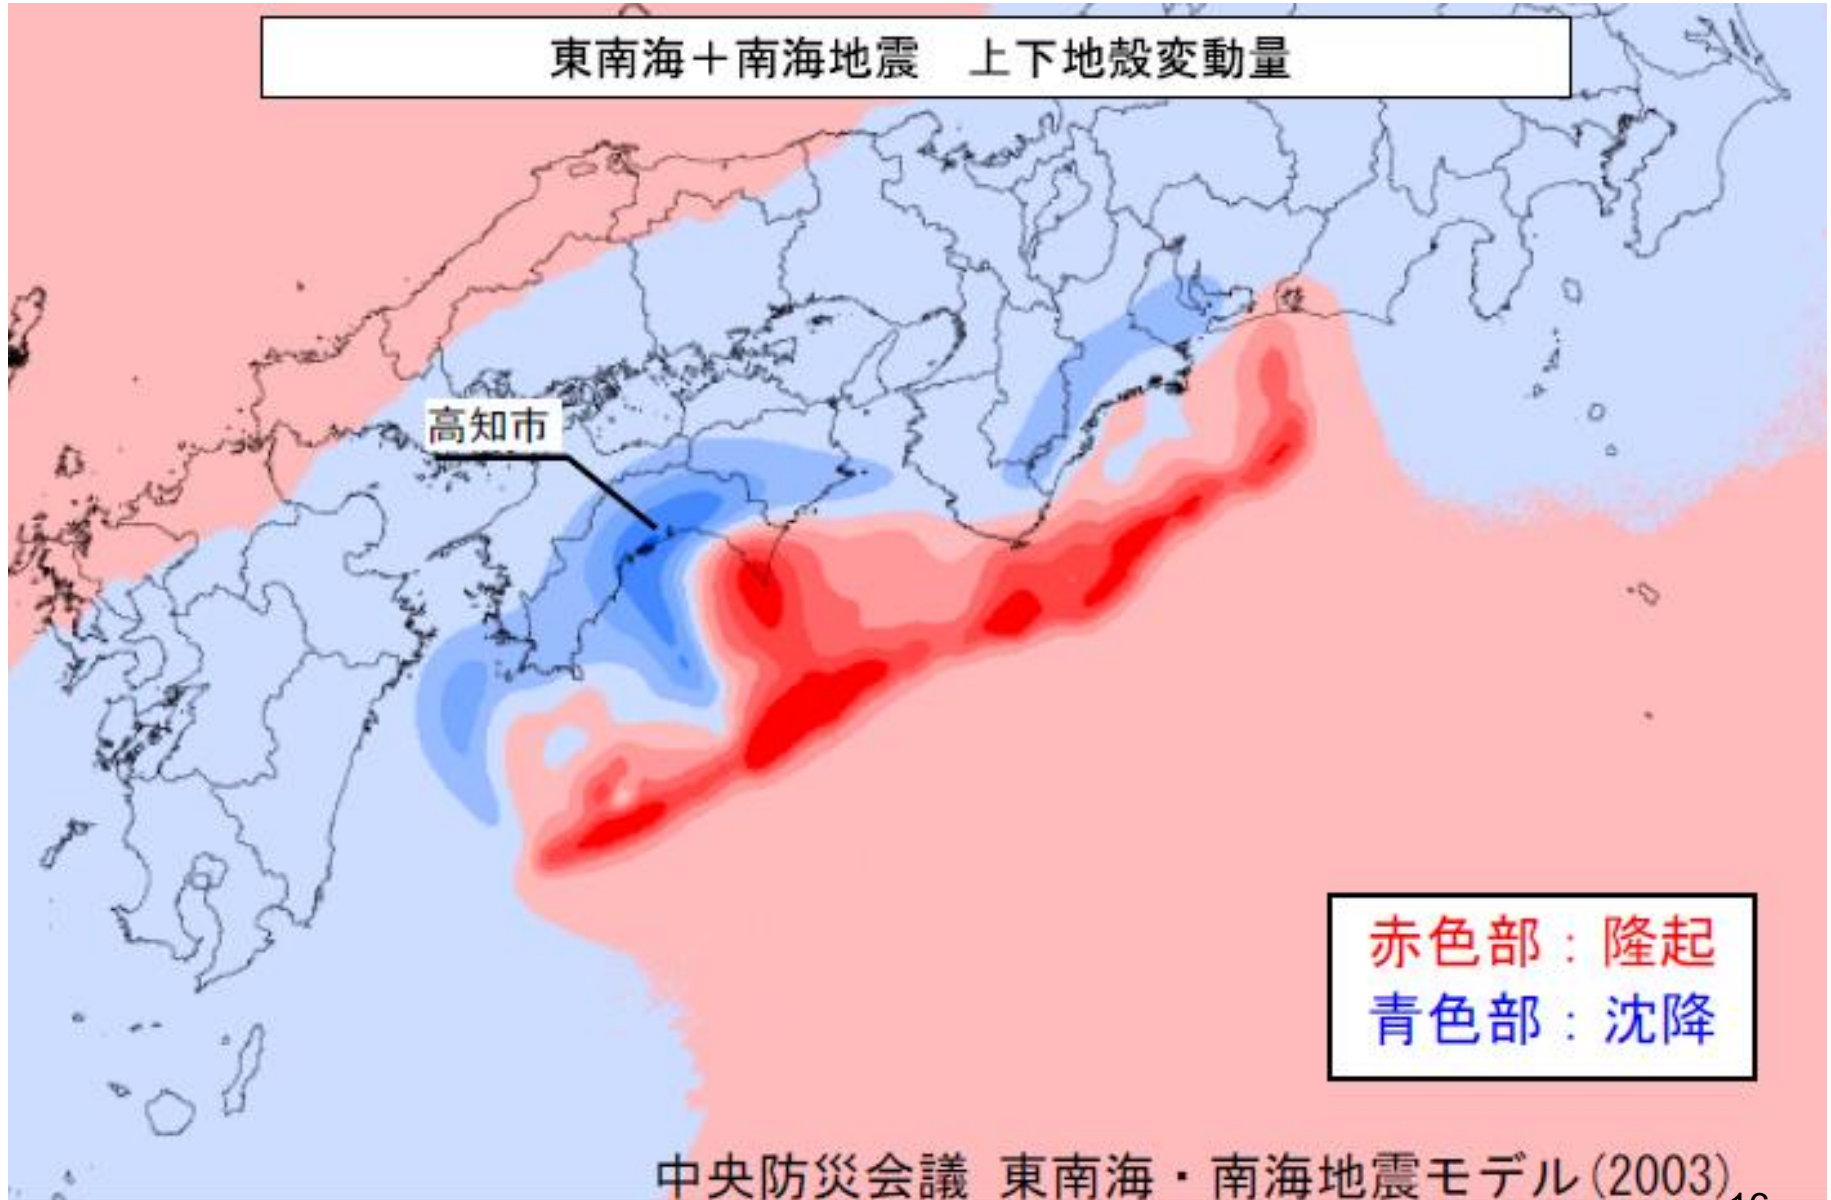 東南海＋南海地震　上下地殻変動量
高知市
赤色部：隆起
青色部：沈降
中央防災会議 東南海・南海地震モデル(2003)